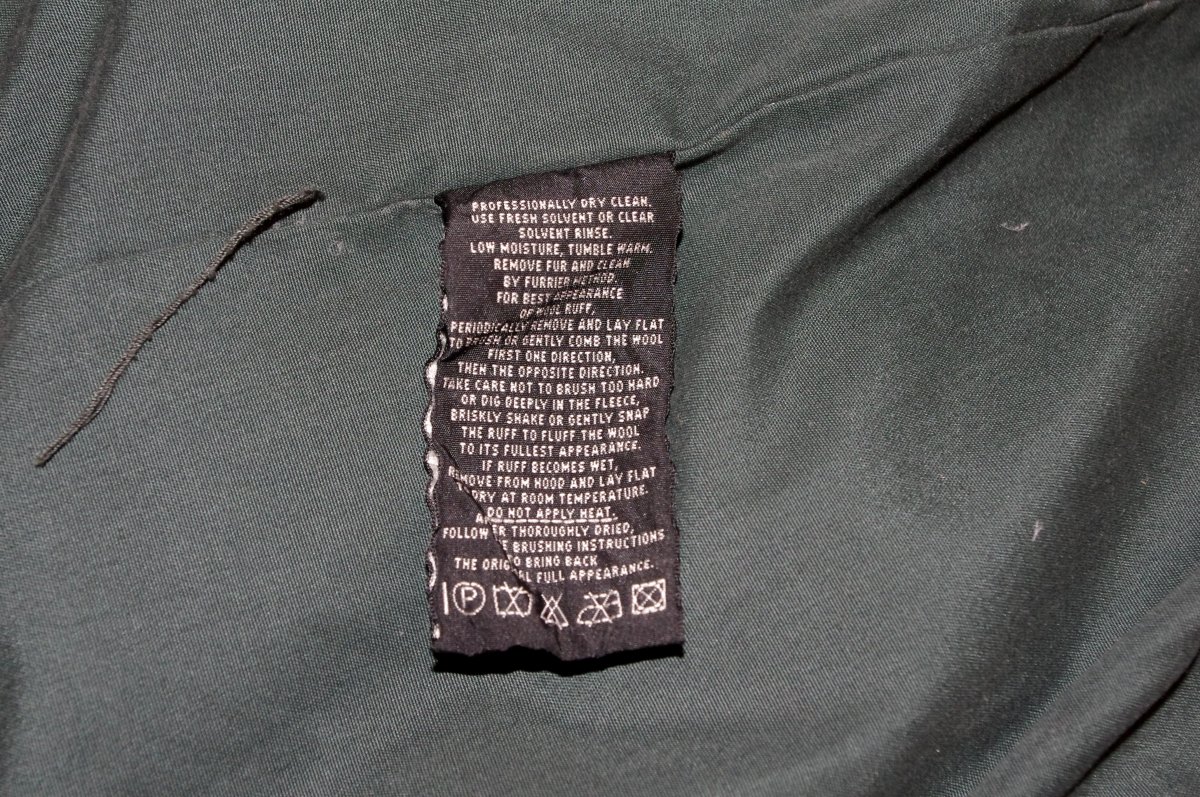 PROFESSIONALLY DRY CLEAN.
USE FRESH SOLVENT OR CLEAR
SOLVENT RINSE.
LOW MOISTURE, TUMBLE WARM.
REMOVE FUR AND CLEAN
BY FURRIER METHOD.
FOR BEST APPEARANCE
OF WOOL RUFF,
PERIODICALLY REMOVE AND LAY FLAT
TO BRUSH OR GENTLY COMB THE WOOL
FIRST ONE DIRECTION,
THEN THE OPPOSITE DIRECTION.
TAKE CARE NOT TO BRUSH TOO HARD
OR DIG DEEPLY IN THE FLEECE,
BRISKLY SHAKE OR GENTLY SNAP
THE RUFF TO FLUFF THE WOOL
TO ITS FULLEST APPEARANCE.
IF RUFF BECOMES WET,
REMOVE FROM HOOD AND LAY FLAT
DRY AT ROOM TEMPERATURE.
DO NOT APPLY HEAT.
THOROUGHLY DRIED,
FOLLOW BRUSHING INSTRUCTIONS
BRING BACK
THE FULL APPEARANCE.
P